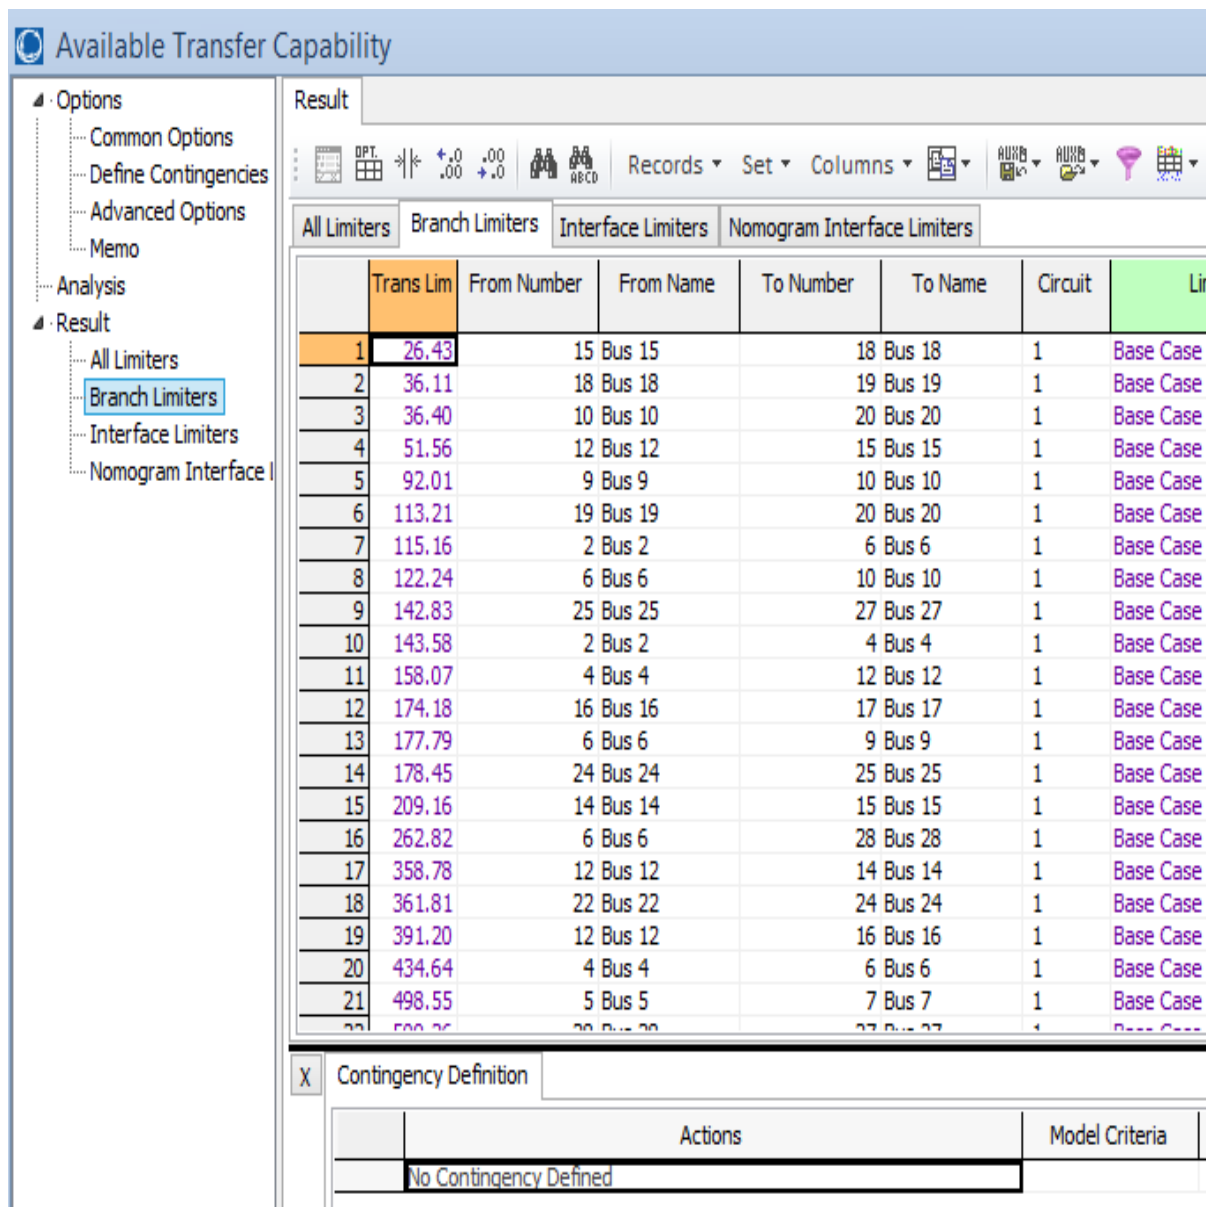 Available Transfer Capability
Options
Common Options
Define Contingencies
Advanced Options
Memo
Analysis
Result
All Limiters
Branch Limiters
Interface Limiters
Nomogram Interface
Result
OPT. .0 .00 .00 .0 ABCD Records Set Columns AUXB AUXB
All Limiters Branch Limiters Interface Limiters Nomogram Interface Limiters
Trans Lim From Number From Name To Number To Name Circuit
1 26.43 15 Bus 15 18 Bus 18 1 Base Case
2 36.11 18 Bus 18 19 Bus 19 1 Base Case
3 36.40 10 Bus 10 20 Bus 20 1 Base Case
4 51.56 12 Bus 12 15 Bus 15 1 Base Case
5 92.01 9 Bus 9 10 Bus 10 1 Base Case
6 113.21 19 Bus 19 20 Bus 20 1 Base Case
7 115.16 2 Bus 2 6 Bus 6 1 Base Case
8 122.24 6 Bus 6 10 Bus 10 1 Base Case
9 142.83 25 Bus 25 27 Bus 27 1 Base Case
10 143.58 2 Bus 2 4 Bus 4 1 Base Case
11 158.07 4 Bus 4 12 Bus 12 1 Base Case
12 174.18 16 Bus 16 17 Bus 17 1 Base Case
13 177.79 6 Bus 6 9 Bus 9 1 Base Case
14 178.45 24 Bus 24 25 Bus 25 1 Base Case
15 209.16 14 Bus 14 15 Bus 15 1 Base Case
16 262.82 6 Bus 6 28 Bus 28 1 Base Case
17 358.78 12 Bus 12 14 Bus 14 1 Base Case
18 361.81 22 Bus 22 24 Bus 24 1 Base Case
19 391.20 12 Bus 12 16 Bus 16 1 Base Case
20 434.64 4 Bus 4 6 Bus 6 1 Base Case
21 498.55 5 Bus 5 7 Bus 7 1 Base Case
X Contingency Definition
Actions Model Criteria
No Contingency Defined